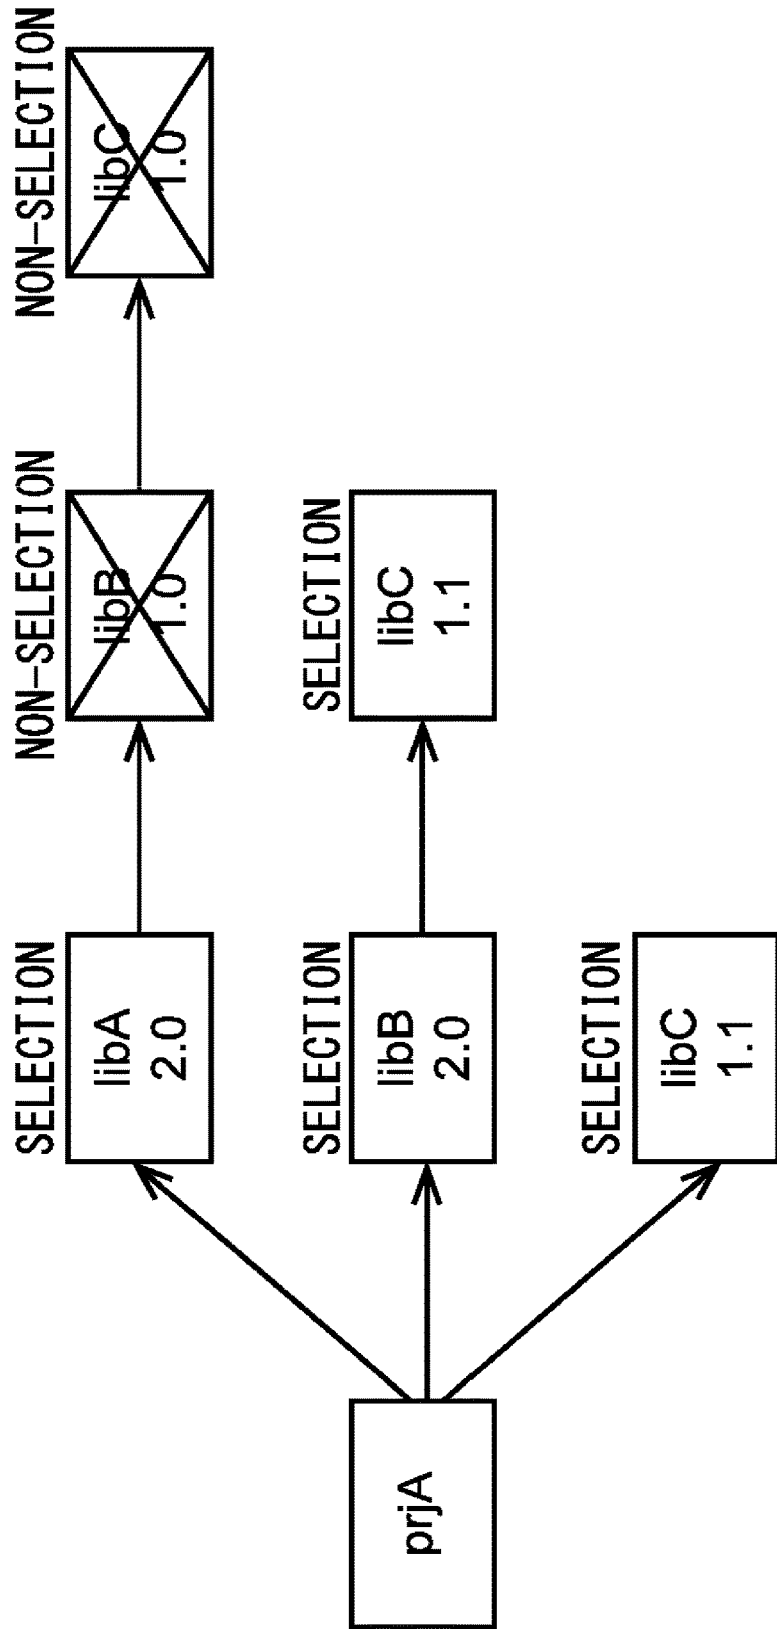 prjA
SELECTION
libA
2.0
NON-SELECTION
libB
1.0
NON-SELECTION
libC
1.0
SELECTION
libB
2.0
SELECTION
libC
1.1
SELECTION
libC
1.1